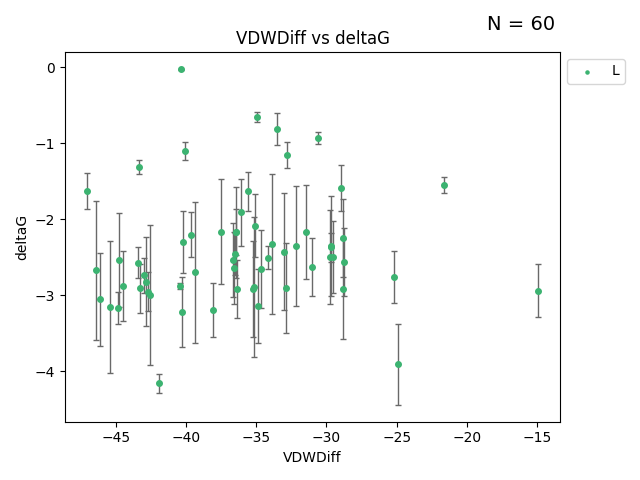 N = 60
VDWDiff vs deltaG
L
0
−1
−2
−3
−4
deltaG
−45 −40 −35 −30 −25 −20 −15
VDWDiff